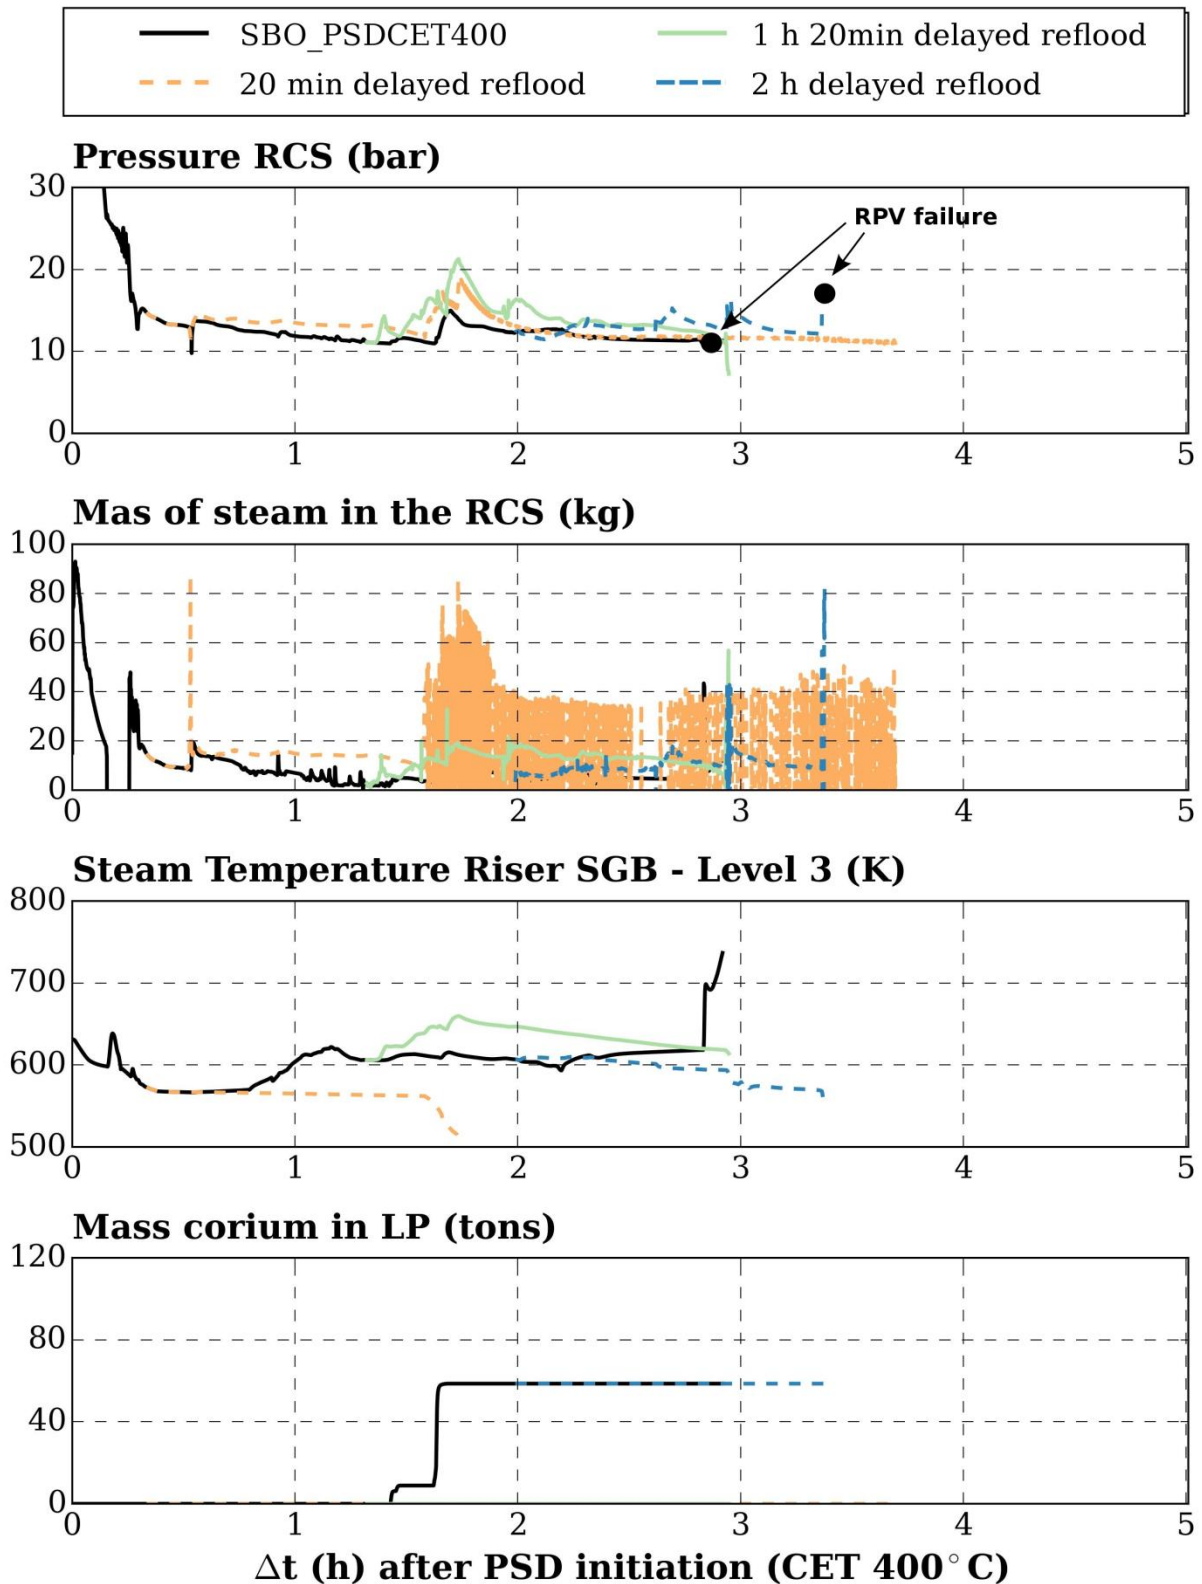 SBO_PSDCET400 1 h 20min delayed reflood
20 min delayed reflood 2 h delayed reflood
Pressure RCS (bar)
30
20
10
0
RPV failure
0 1 2 3 4 5
Mas of steam in the RCS (kg)
100
80
60
40
20
0
0 1 2 3 4 5
Steam Temperature Riser SGB - Level 3 (K)
800
700
600
500
0 1 2 3 4 5
Mass corium in LP (tons)
120
80
40
0
0 1 2 3 4 5
Δt (h) after PSD initiation (CET 400°C)